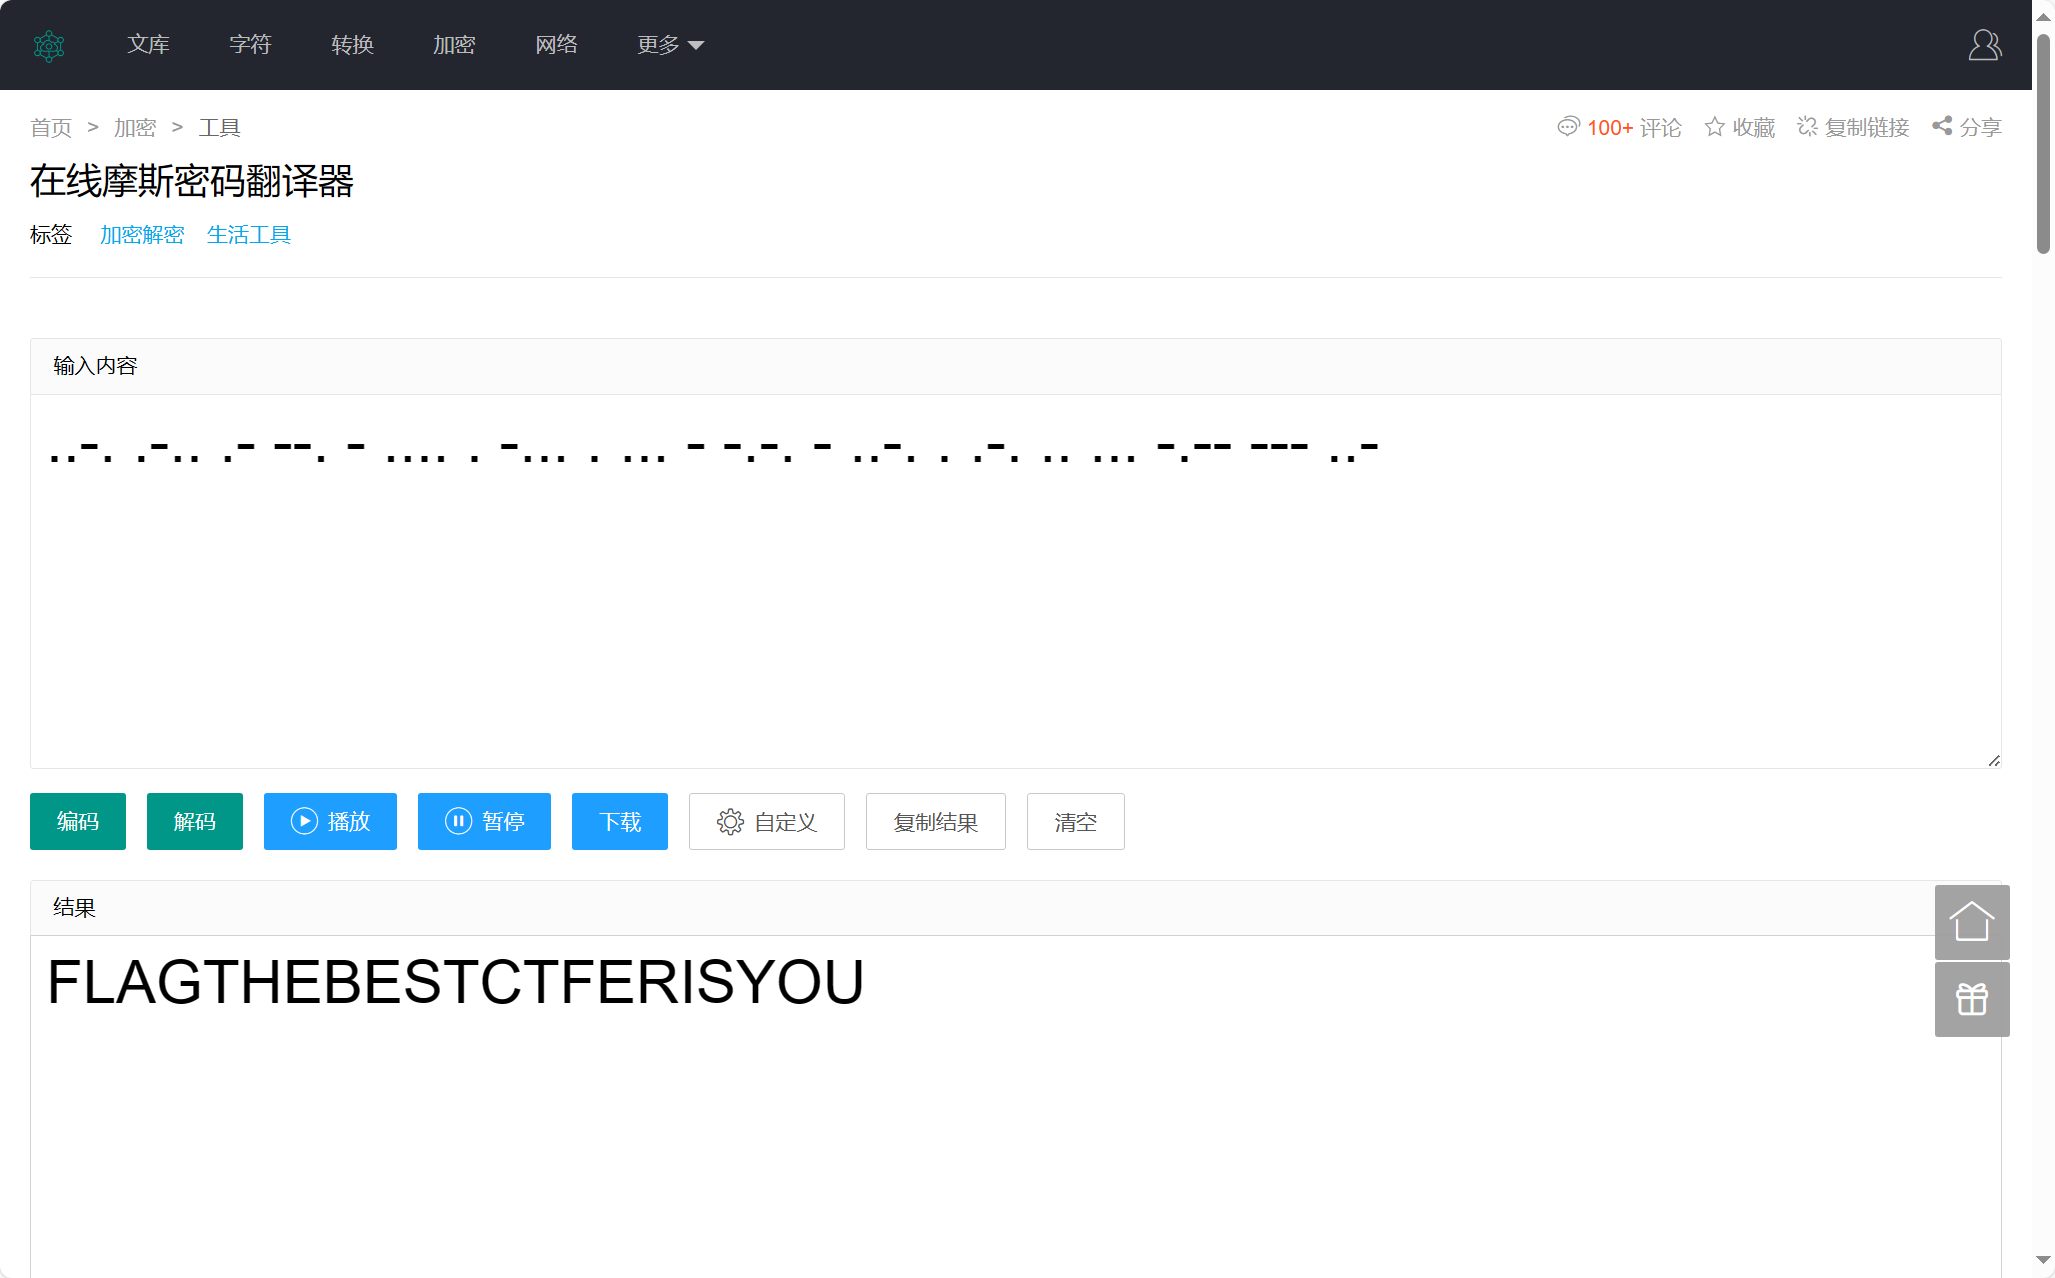 文库 字符 转换 加密 网络 更多
首页 > 加密 > 工具 100+ 评论 收藏 复制链接 分享
在线摩斯密码翻译器
标签 加密解密 生活工具
输入内容
..-. .-.. .- --. - .... . -... . ... - -.-. - ..-. . .-. .. ... -.-- --- ..-
编码 解码 播放 暂停 下载 自定义 复制结果 清空
结果
FLAGTHEBESTCTFERISYOU